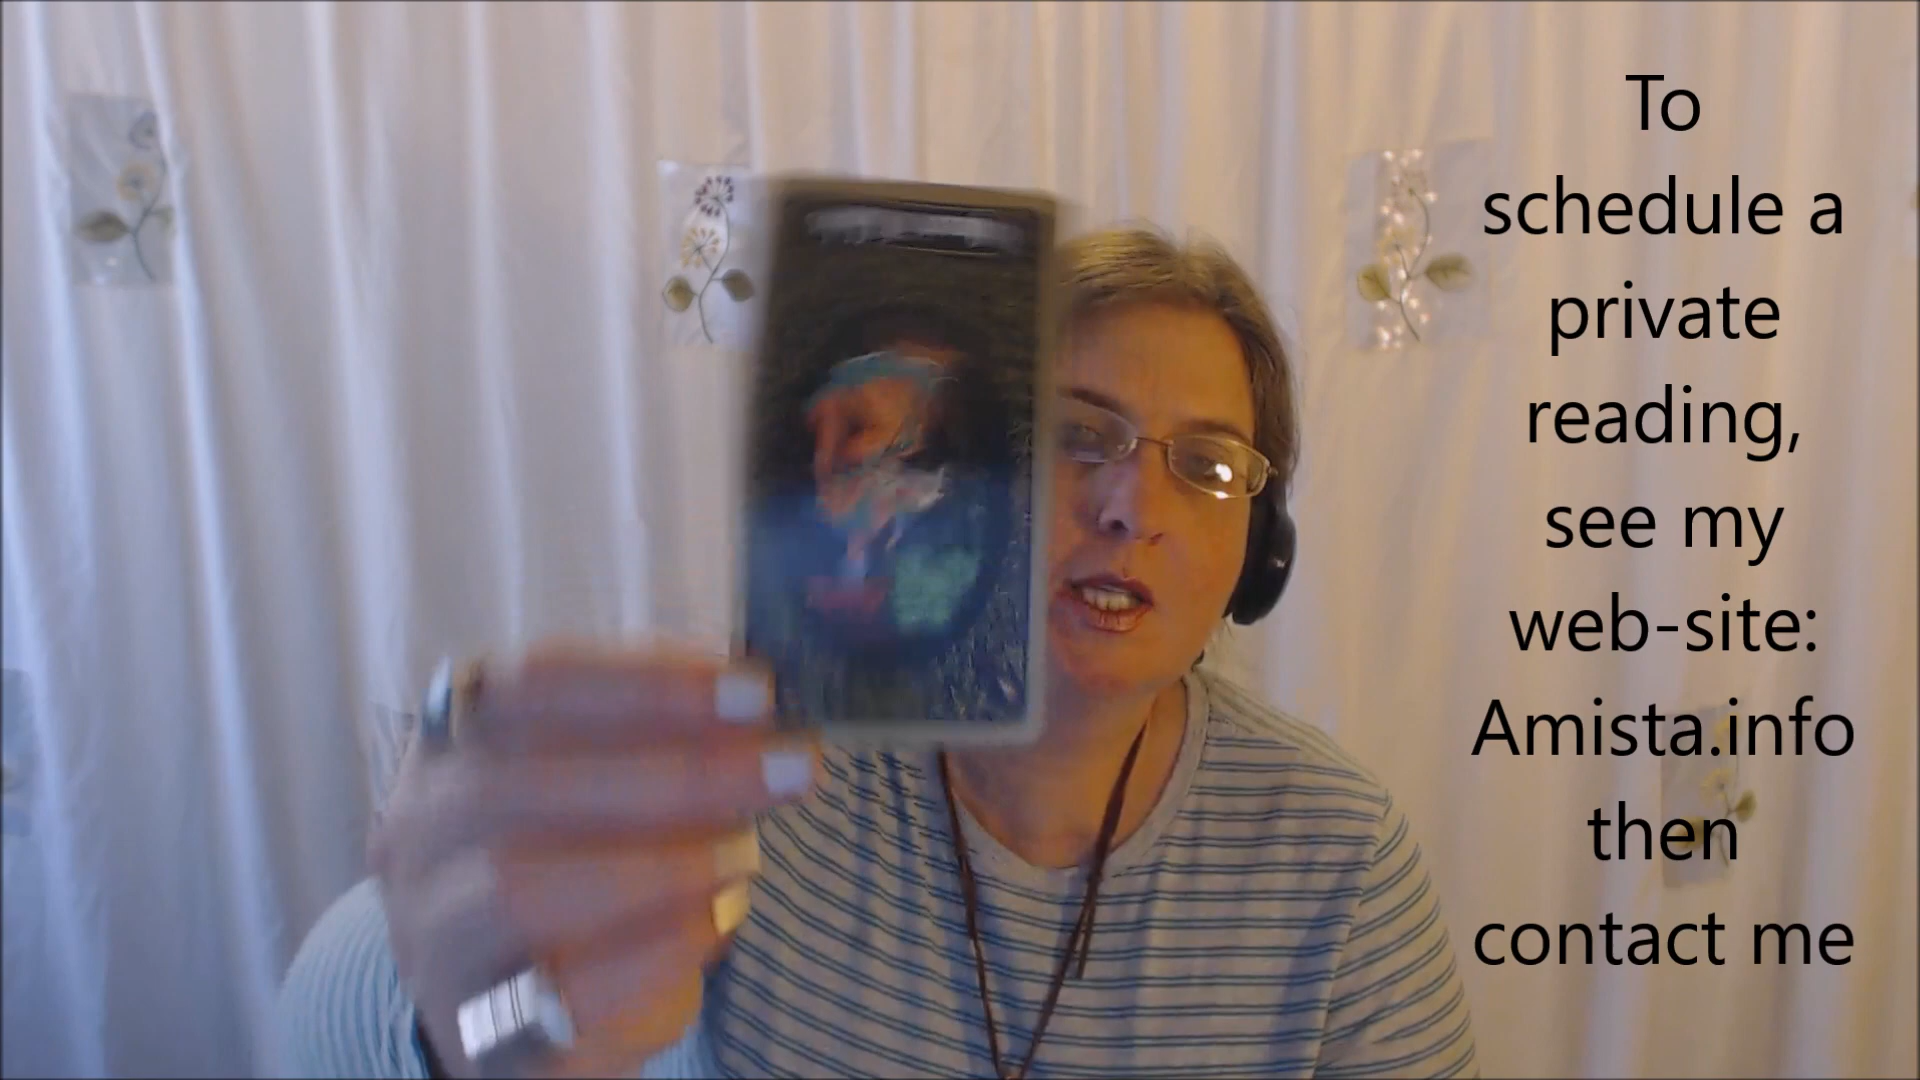 To
schedule a
private
reading,
see my
web-site:
Amista.info
then
contact me